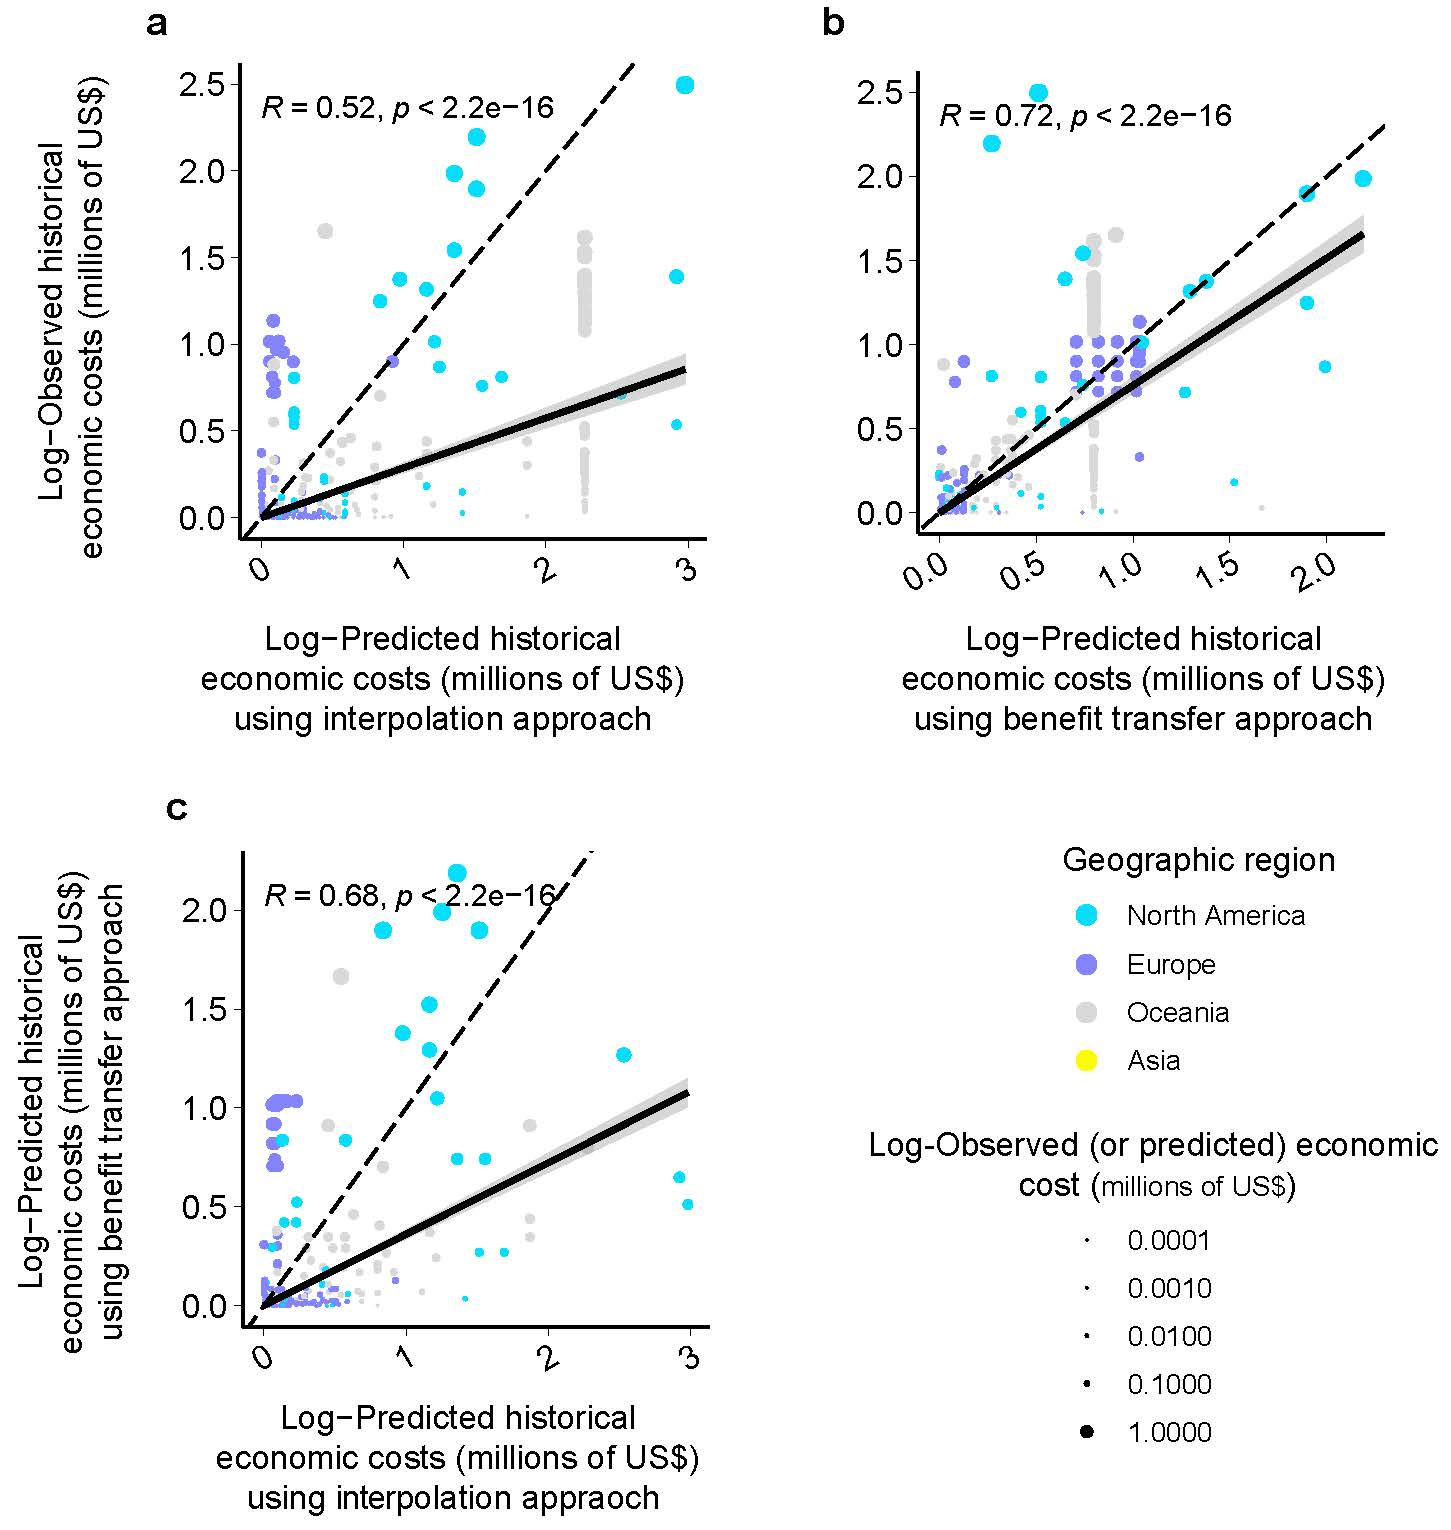 a
Log−Observed historical
economic costs (millions of US$)
2.5
2.0
1.5
1.0
0.5
0.0
R = 0.52, p < 2.2e−16
0
1
2
3
Log−Predicted historical
economic costs (millions of US$)
using interpolation approach
b
2.5
2.0
1.5
1.0
0.5
0.0
R = 0.72, p < 2.2e−16
0.0
0.5
1.0
1.5
2.0
Log−Predicted historical
economic costs (millions of US$)
using benefit transfer approach
c
Log−Predicted historical
economic costs (millions of US$)
using benefit transfer approach
2.0
1.5
1.0
0.5
0.0
R = 0.68, p < 2.2e−16
0
1
2
3
Log−Predicted historical
economic costs (millions of US$)
using interpolation appraoch
Geographic region
North America
Europe
Oceania
Asia
Log-Observed (or predicted) economic
cost (millions of US$)
0.0001
0.0010
0.0100
0.1000
1.0000